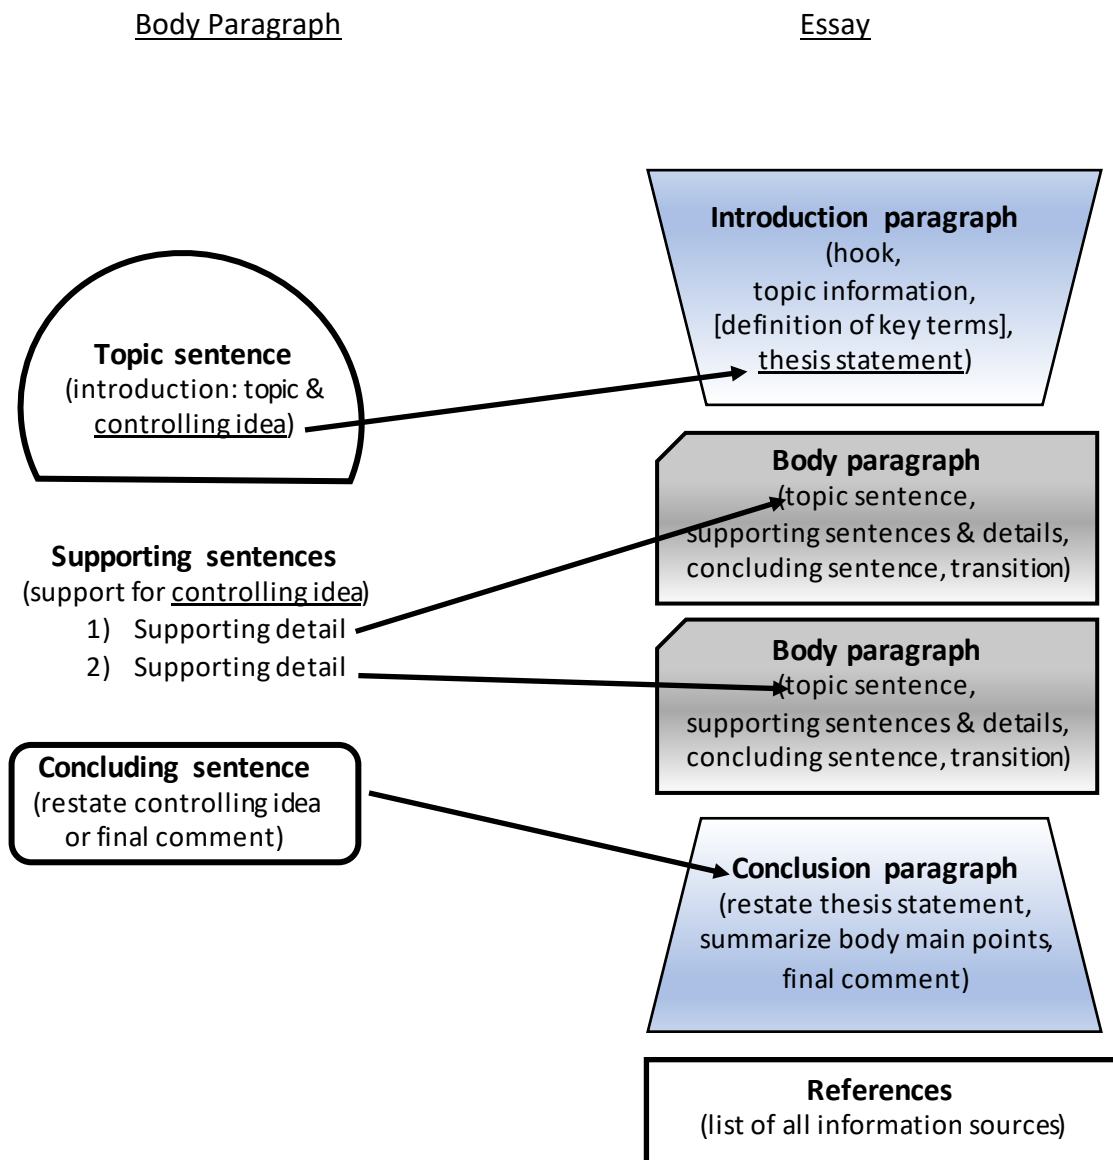 Body Paragraph
Essay
Topic sentence
(introduction: topic &
controlling idea)
Supporting sentences
(support for controlling idea)
1) Supporting detail
2) Supporting detail
Concluding sentence
(restate controlling idea
or final comment)
Introduction paragraph
(hook,
topic information,
[definition of key terms],
thesis statement)
Body paragraph
(topic sentence,
supporting sentences & details,
concluding sentence, transition)
Body paragraph
(topic sentence,
supporting sentences & details,
concluding sentence, transition)
Conclusion paragraph
(restate thesis statement,
summarize body main points,
final comment)
References
(list of all information sources)